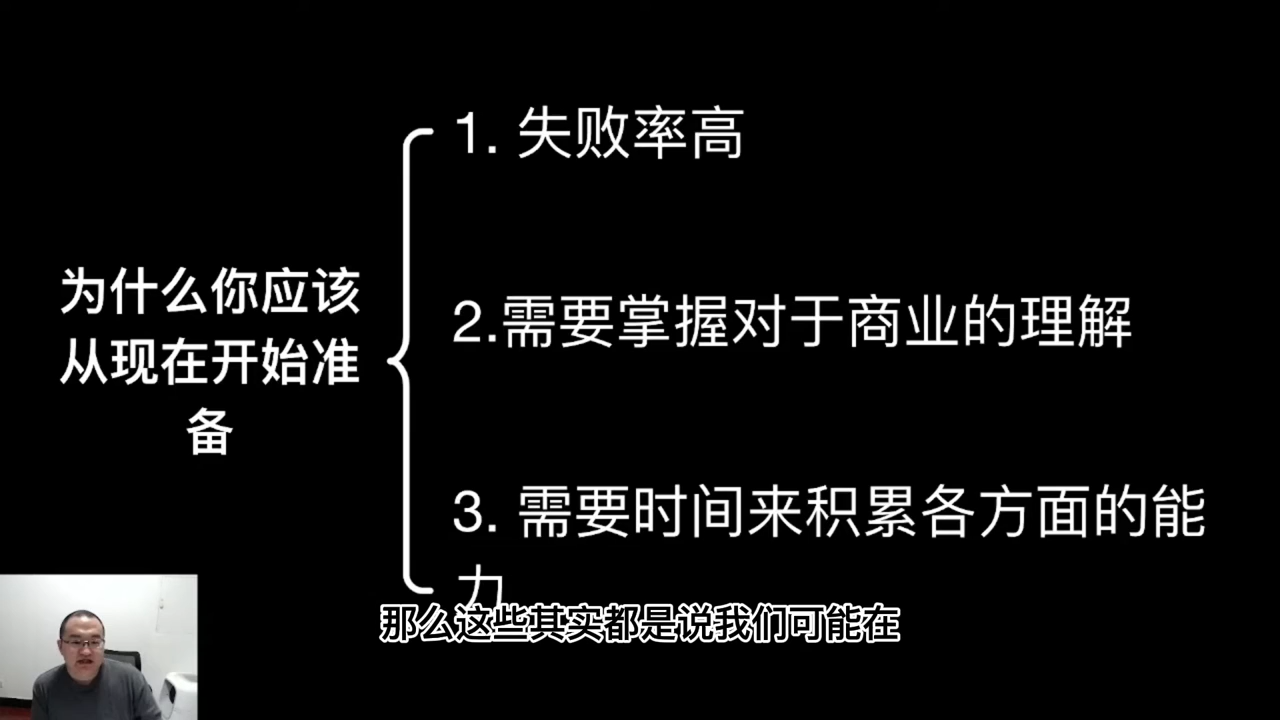 为什么你应该
从现在开始准
备
1. 失败率高
2.需要掌握对于商业的理解
3. 需要时间来积累各方面的能
力
那么这些其实都是说我们可能在